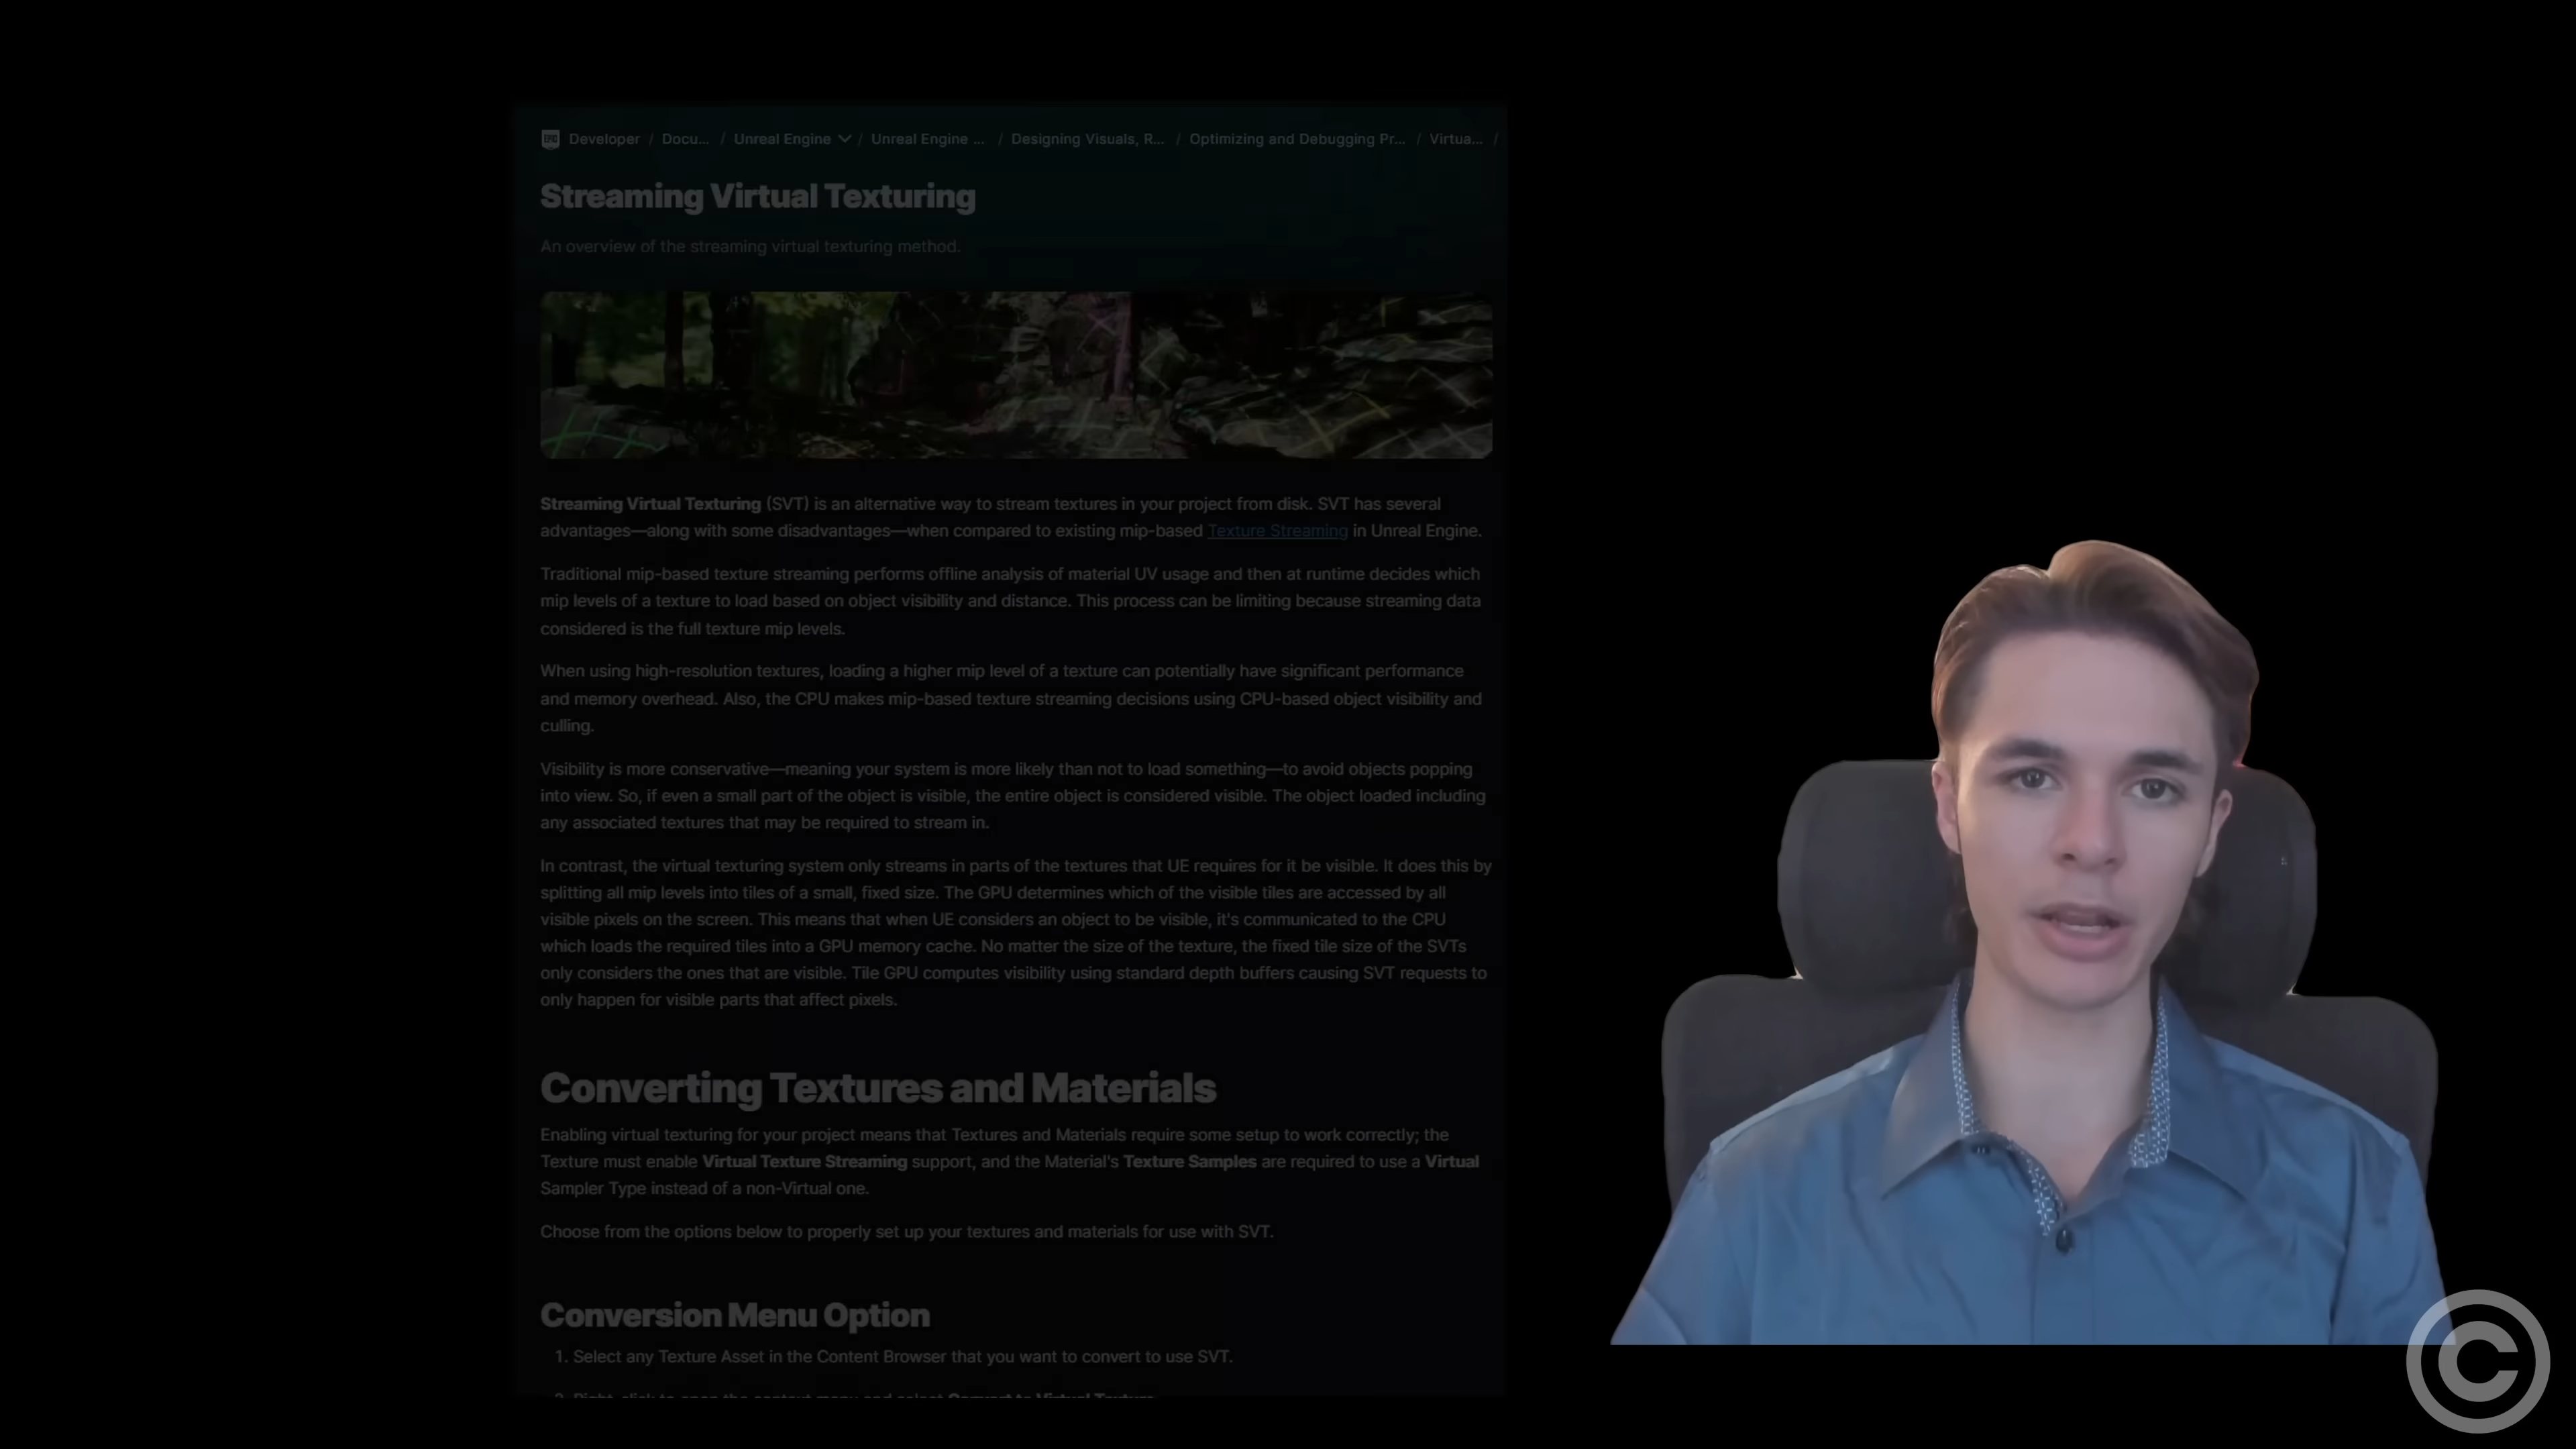 EPIC Developer / Docu... / Unreal Engine / Unreal Engine ... / Designing Visuals, R... / Optimizing and Debugging Pr... / Virtua... /
Streaming Virtual Texturing
An overview of the streaming virtual texturing method.
Streaming Virtual Texturing (SVT) is an alternative way to stream textures in your project from disk. SVT has several
advantages—along with some disadvantages—when compared to existing mip-based Texture Streaming in Unreal Engine.
Traditional mip-based texture streaming performs offline analysis of material UV usage and then at runtime decides which
mip levels of a texture to load based on object visibility and distance. This process can be limiting because streaming data
considered is the full texture mip levels.
When using high-resolution textures, loading a higher mip level of a texture can potentially have significant performance
and memory overhead. Also, the CPU makes mip-based texture streaming decisions using CPU-based object visibility and
culling.
Visibility is more conservative—meaning your system is more likely than not to load something—to avoid objects popping
into view. So, if even a small part of the object is visible, the entire object is considered visible. The object loaded including
any associated textures that may be required to stream in.
In contrast, the virtual texturing system only streams in parts of the textures that UE requires for it be visible. It does this by
splitting all mip levels into tiles of a small, fixed size. The GPU determines which of the visible tiles are accessed by all
visible pixels on the screen. This means that when UE considers an object to be visible, it's communicated to the CPU
which loads the required tiles into a GPU memory cache. No matter the size of the texture, the fixed tile size of the SVTs
only considers the ones that are visible. Tile GPU computes visibility using standard depth buffers causing SVT requests to
only happen for visible parts that affect pixels.
Converting Textures and Materials
Enabling virtual texturing for your project means that Textures and Materials require some setup to work correctly; the
Texture must enable Virtual Texture Streaming support, and the Material's Texture Samples are required to use a Virtual
Sampler Type instead of a non-Virtual one.
Choose from the options below to properly set up your textures and materials for use with SVT.
Conversion Menu Option
1. Select any Texture Asset in the Content Browser that you want to convert to use SVT.
2. Right-click to open the context menu and select Convert to Virtual Texture.
©